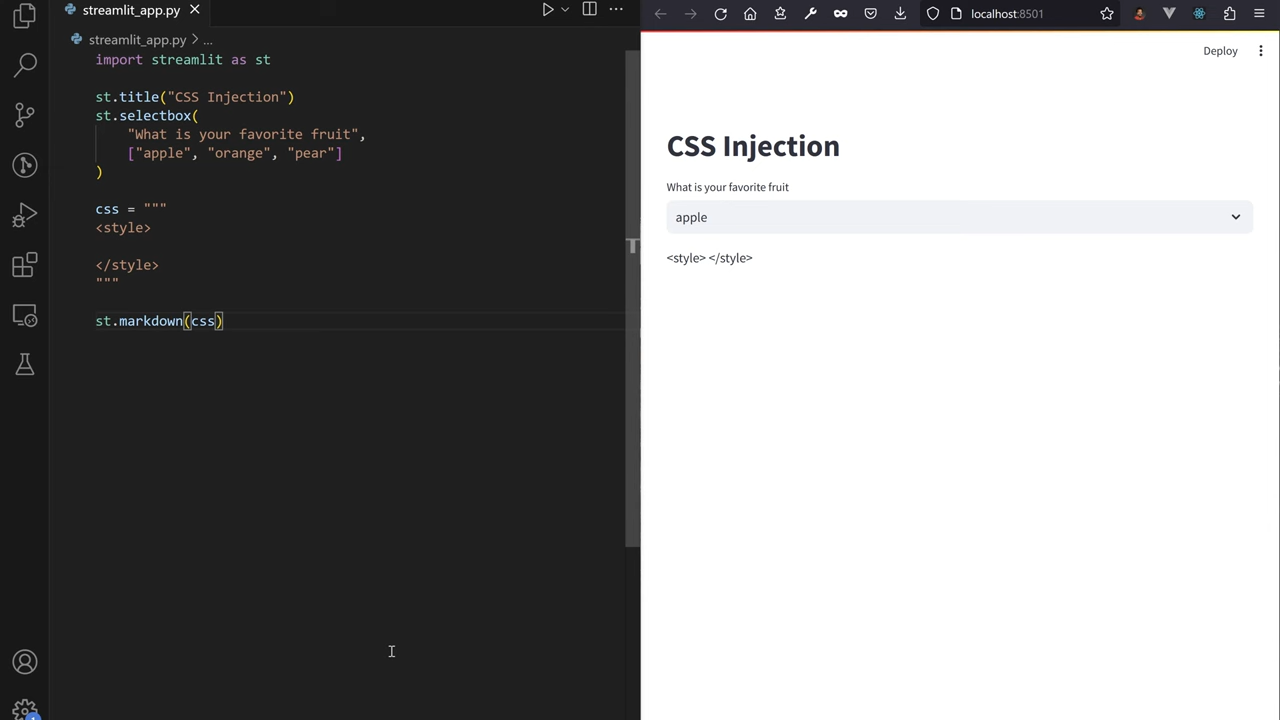 streamlit_app.py
streamlit_app.py > ...
import streamlit as st
st.title("CSS Injection")
st.selectbox(
"What is your favorite fruit",
["apple", "orange", "pear"]
)
css = """
<style>
</style>
"""
st.markdown(css)
localhost:8501
Deploy
CSS Injection
What is your favorite fruit
apple
<style> </style>